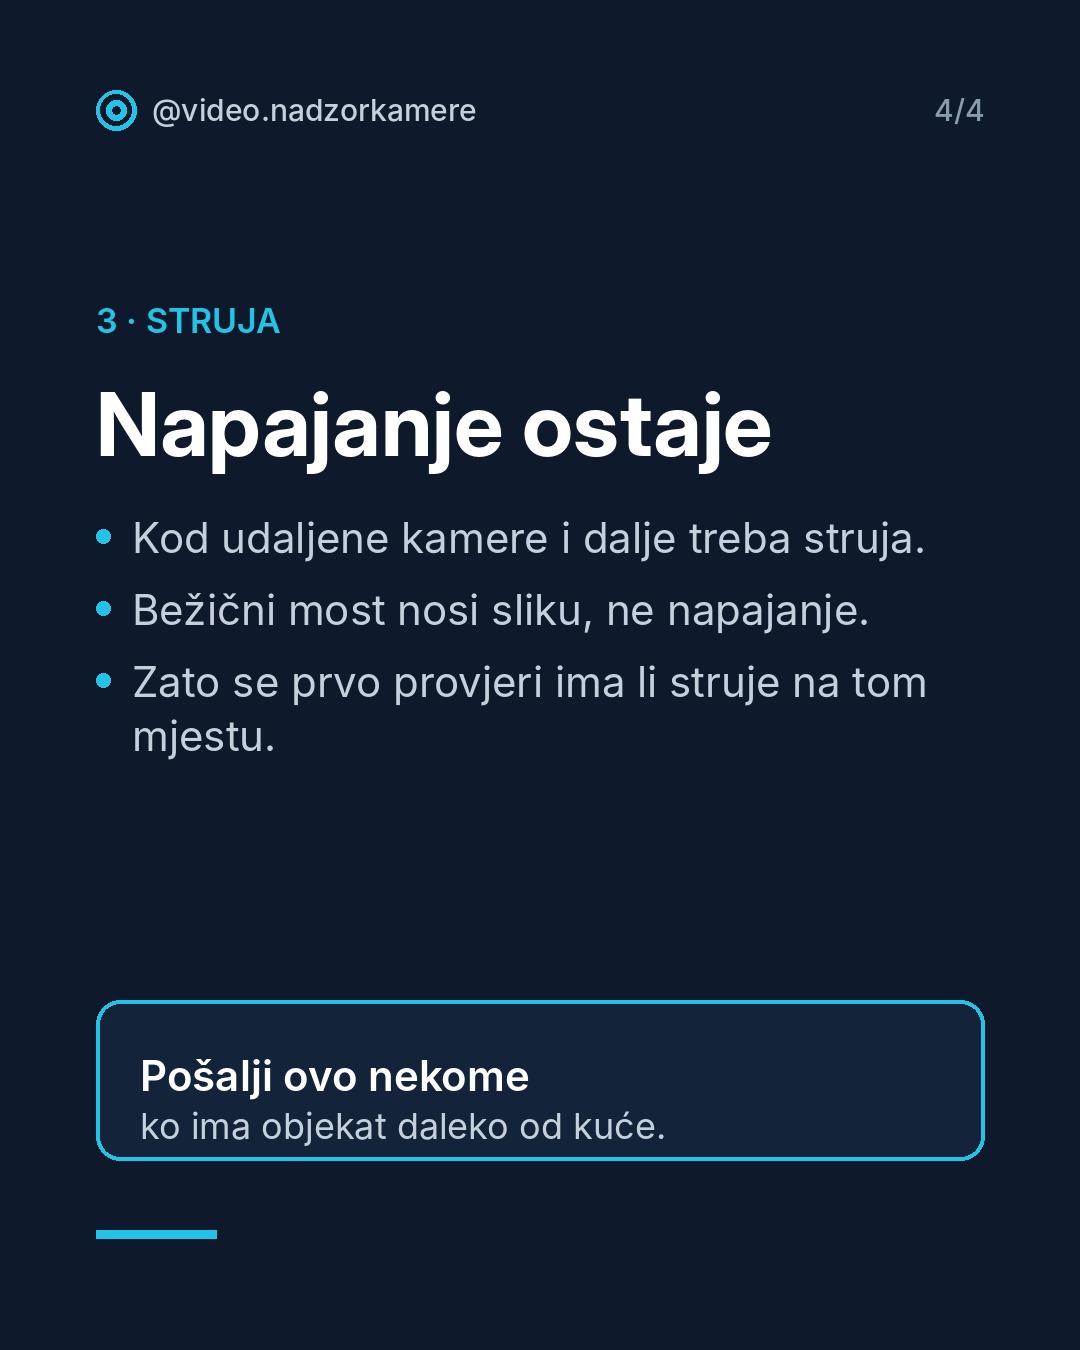 @video.nadzorkamere
4/4
3 · STRUJA
Napajanje ostaje
• Kod udaljene kamere i dalje treba struja.
• Bežični most nosi sliku, ne napajanje.
• Zato se prvo provjeri ima li struje na tom
mjestu.
Pošalji ovo nekome
ko ima objekat daleko od kuće.